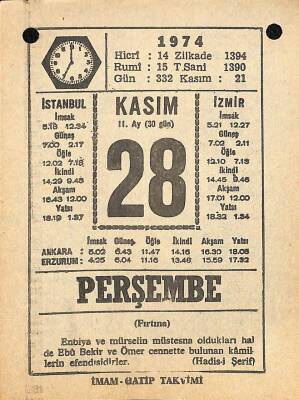 1974
Hicrî : 14 Zilkade 1394
Rumî : 15 T.Sani 1390
Gün : 332 Kasım : 21
İSTANBUL
İmsak
5.18 12.34
Güneş
7.00 2.17
Öğle
12.02 7.18
İkindi
14.29 9.46
Akşam
16.43 12.00
Yatsı
18.19 1.37
KASIM
11. Ay (30 gün)
28
İZMİR
İmsak
5.21 12.27
Güneş
7.02 2.11
Öğle
12.10 7.18
İkindi
14.45 9.46
Akşam
17.01 12.00
Yatsı
18.32 1.34
İmsak Güneş Öğle İkindi Akşam Yatsı
ANKARA : 5.02 6.43 11.47 14.16 16.30 18.05
ERZURUM : 4.25 6.04 11.16 13.48 15.59 17.32
PERŞEMBE
(Fırtına)
Enbiya ve mürselin müstesna oldukları hal
de Ebû Bekir ve Ömer cennette bulunan kâmil-
lerin efendisidirler. (Hadis-i Şerif)
İMAM-HATİP TAKVİMİ